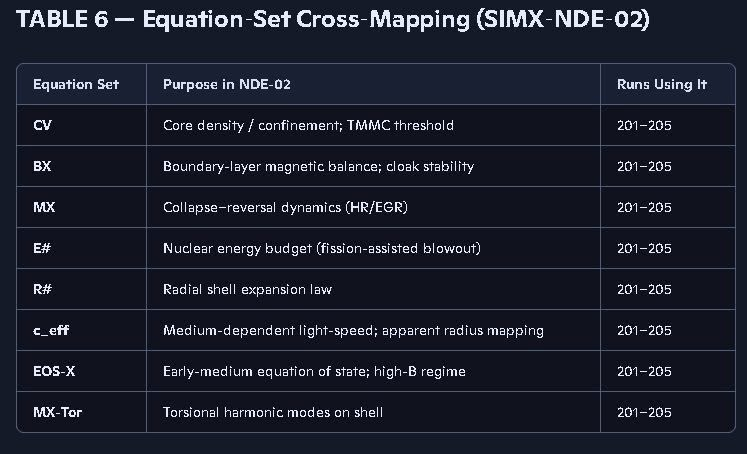 TABLE 6 — Equation-Set Cross-Mapping (SIMX-NDE-02)
Equation Set Purpose in NDE-02 Runs Using It
CV Core density / confinement; TMMC threshold 201–205
BX Boundary-layer magnetic balance; cloak stability 201–205
MX Collapse–reversal dynamics (HR/EGR) 201–205
E# Nuclear energy budget (fission-assisted blowout) 201–205
R# Radial shell expansion law 201–205
c_eff Medium-dependent light-speed; apparent radius mapping 201–205
EOS-X Early-medium equation of state; high-B regime 201–205
MX-Tor Torsional harmonic modes on shell 201–205